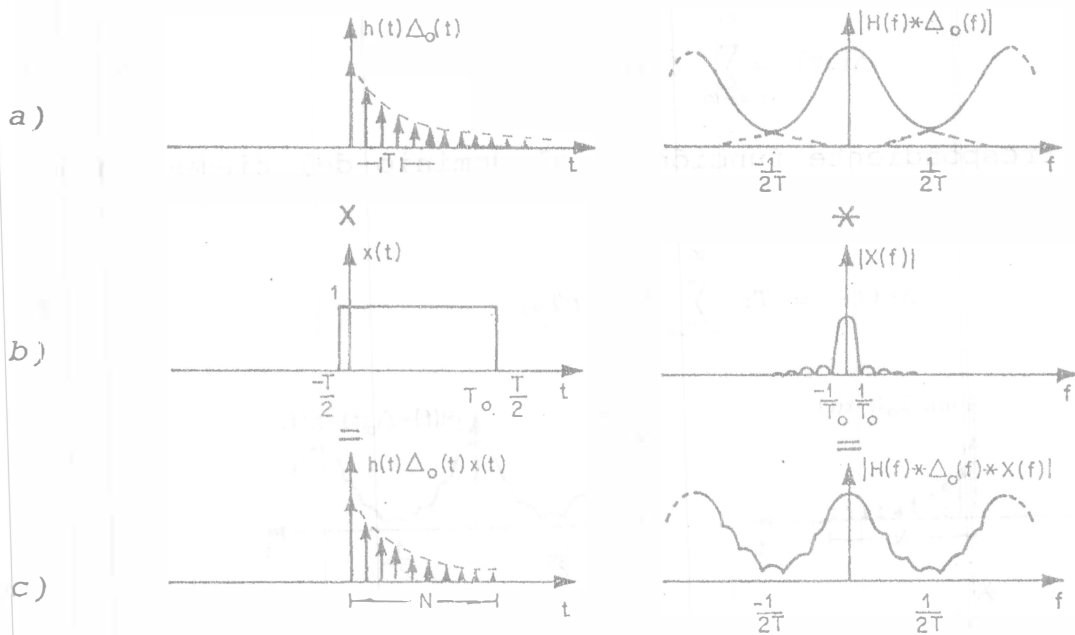 h(t)Δ₀(t)
|H(f)*Δ₀(f)|
a)
T
t
-1/2T
1/2T
f
X
*
x(t)
|X(f)|
1
b)
-T/2
T₀
T/2
t
-1/T₀
1/T₀
f
=
=
h(t)Δ₀(t)x(t)
|H(f)*Δ₀(f)*X(f)|
c)
N
t
-1/2T
1/2T
f